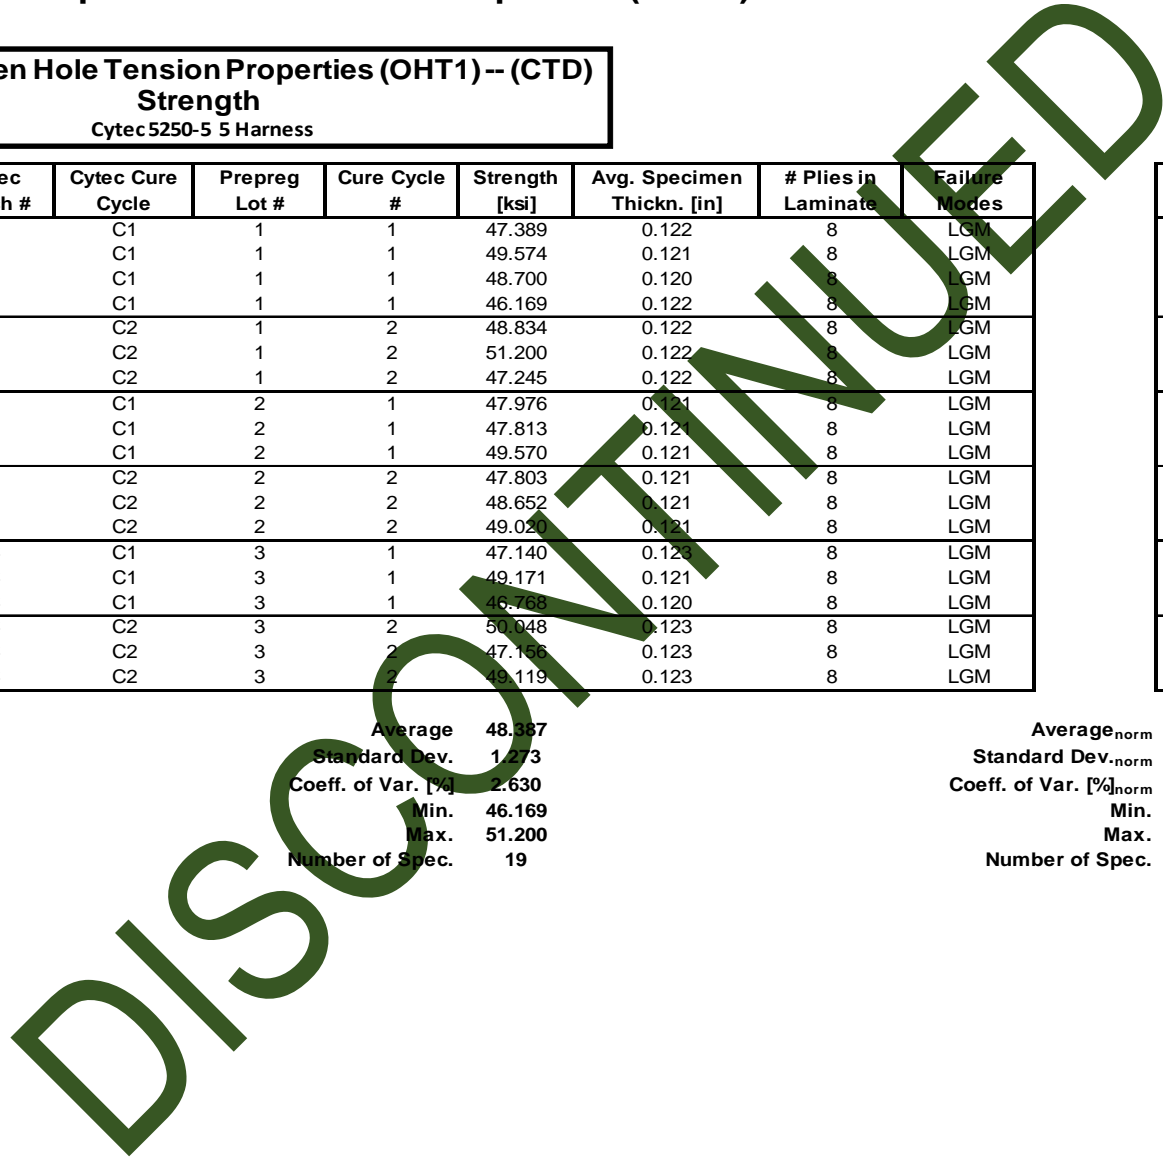 en Hole Tension Properties (OHT1) -- (CTD)
Strength
Cytec 5250-5 5 Harness
ec Cytec Cure Prepreg Cure Cycle Strength Avg. Specimen # Plies in Failure
h # Cycle Lot # # [ksi] Thickn. [in] Laminate Modes
C1 1 1 47.389 0.122 8 LGM
C1 1 1 49.574 0.121 8 LGM
C1 1 1 48.700 0.120 8 LGM
C1 1 1 46.169 0.122 8 LGM
C2 1 2 48.834 0.122 8 LGM
C2 1 2 51.200 0.122 8 LGM
C2 1 2 47.245 0.122 8 LGM
C1 2 1 47.976 0.121 8 LGM
C1 2 1 47.813 0.121 8 LGM
C1 2 1 49.570 0.121 8 LGM
C2 2 2 47.803 0.121 8 LGM
C2 2 2 48.652 0.121 8 LGM
C2 2 2 49.020 0.121 8 LGM
C1 3 1 47.140 0.123 8 LGM
C1 3 1 49.171 0.121 8 LGM
C1 3 1 46.768 0.120 8 LGM
C2 3 2 50.048 0.123 8 LGM
C2 3 2 47.156 0.123 8 LGM
C2 3 2 49.119 0.123 8 LGM
Average 48.387 Averagenorm
Standard Dev. 1.273 Standard Dev.norm
Coeff. of Var. [%] 2.630 Coeff. of Var. [%]norm
Min. 46.169 Min.
Max. 51.200 Max.
Number of Spec. 19 Number of Spec.
DISCONTINUED